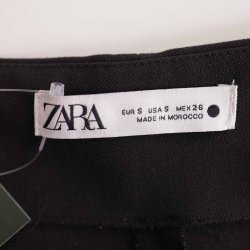 ZARA
EUR S USA S MEX 26
MADE IN MOROCCO